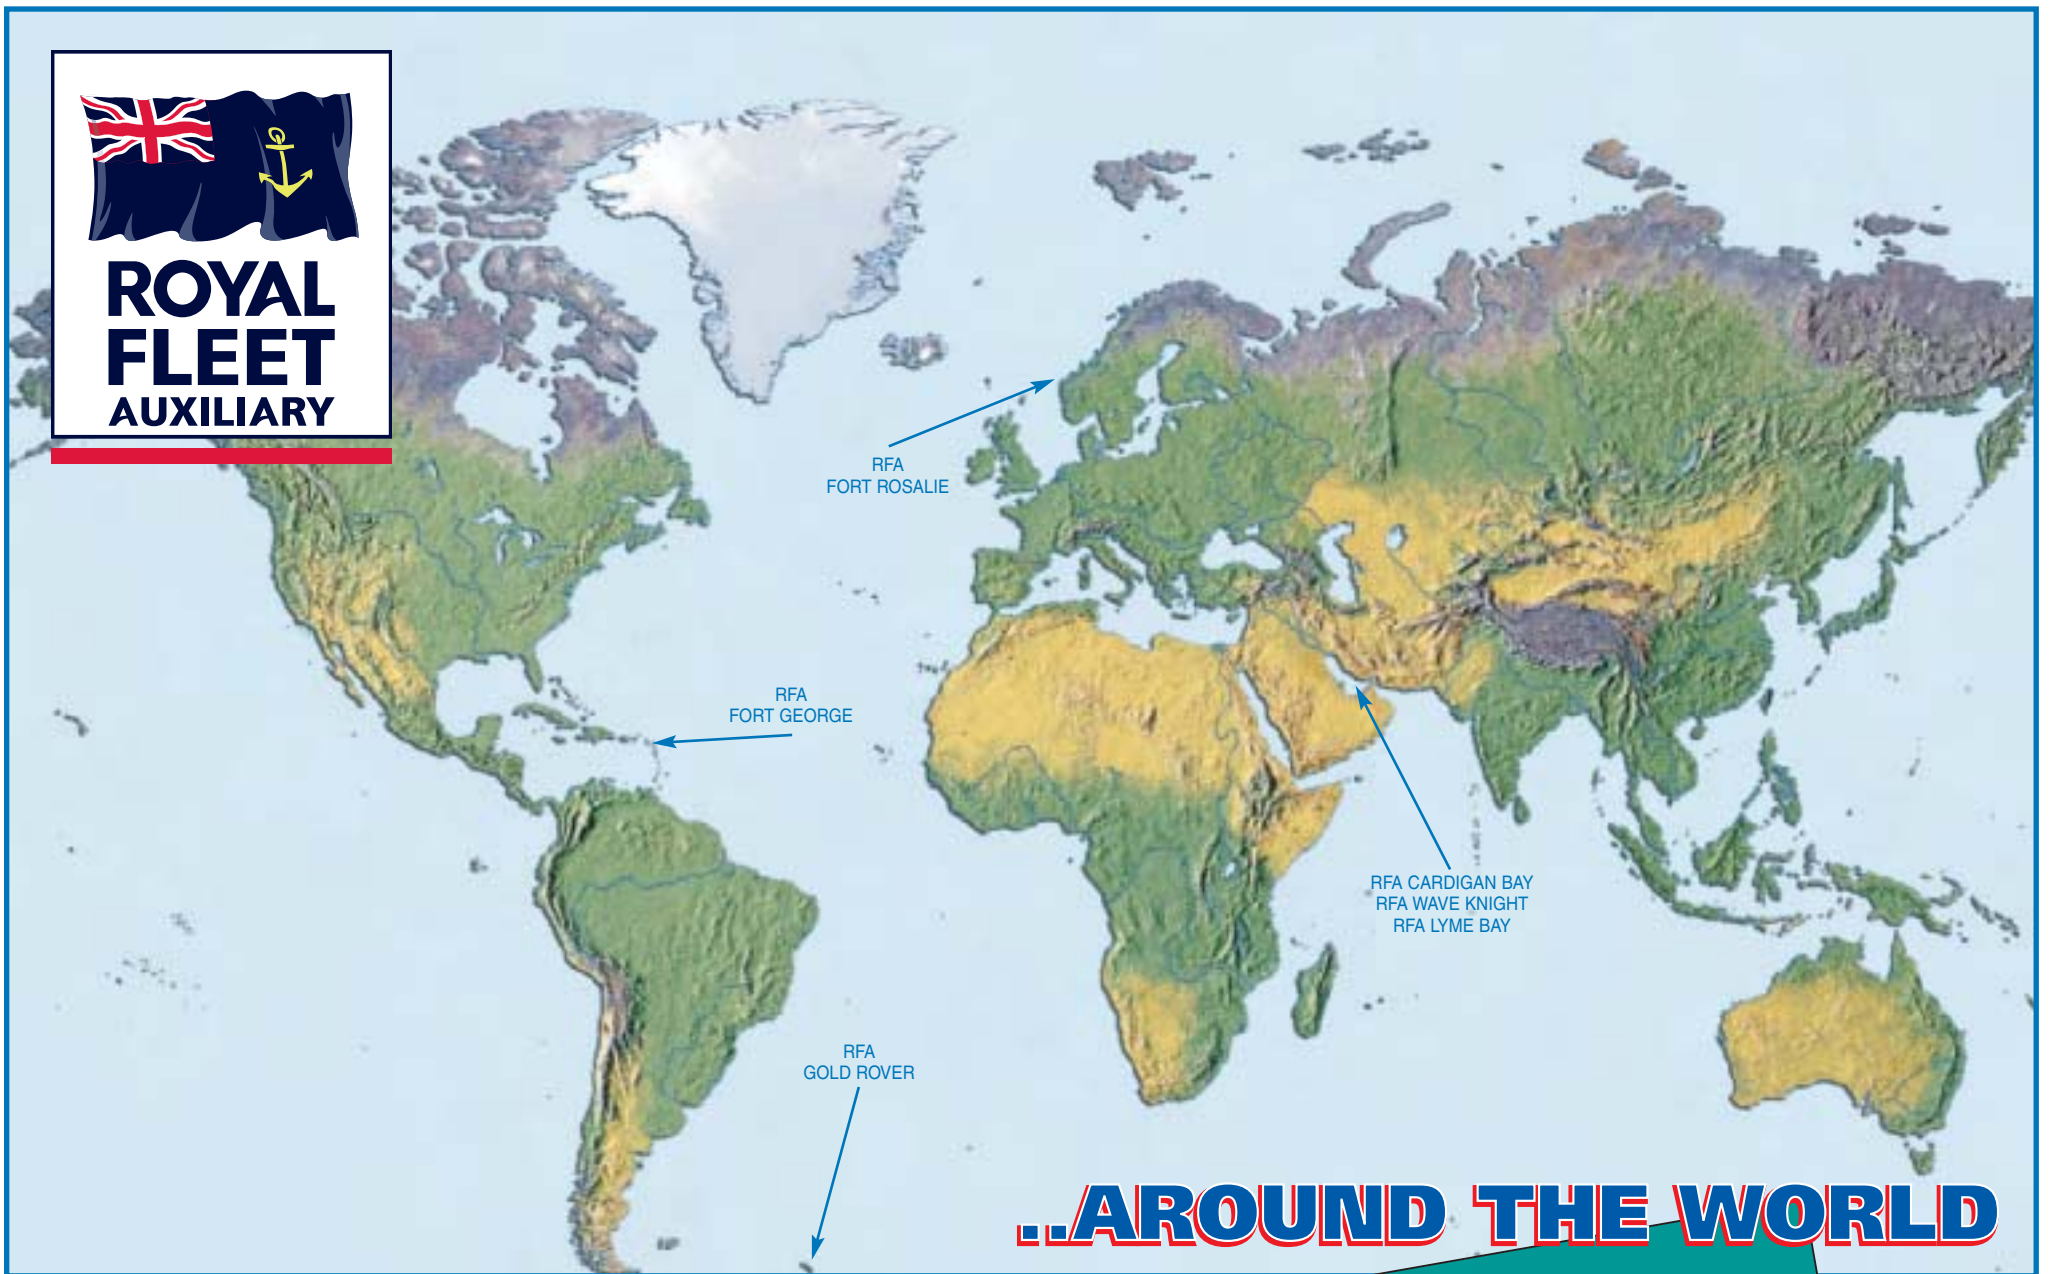 ROYAL
FLEET
AUXILIARY
RFA
FORT ROSALIE
RFA
FORT GEORGE
RFA CARDIGAN BAY
RFA WAVE KNIGHT
RFA LYME BAY
RFA
GOLD ROVER
..AROUND THE WORLD